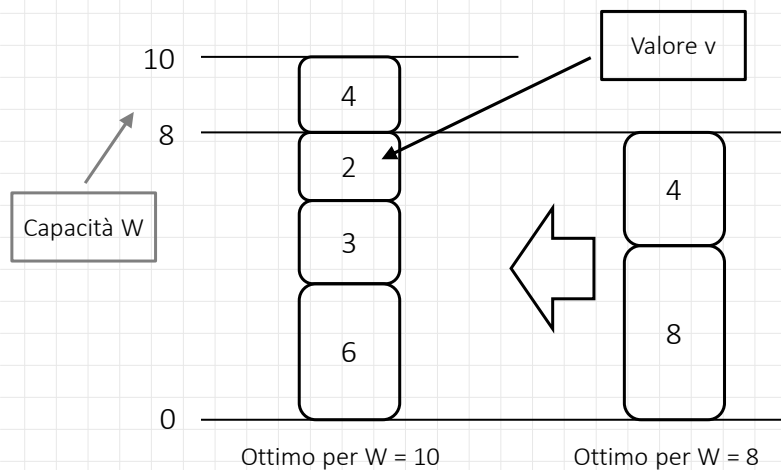 Valore v
10
4
8
2
4
Capacità W
3
8
6
0
Ottimo per W = 10
Ottimo per W = 8